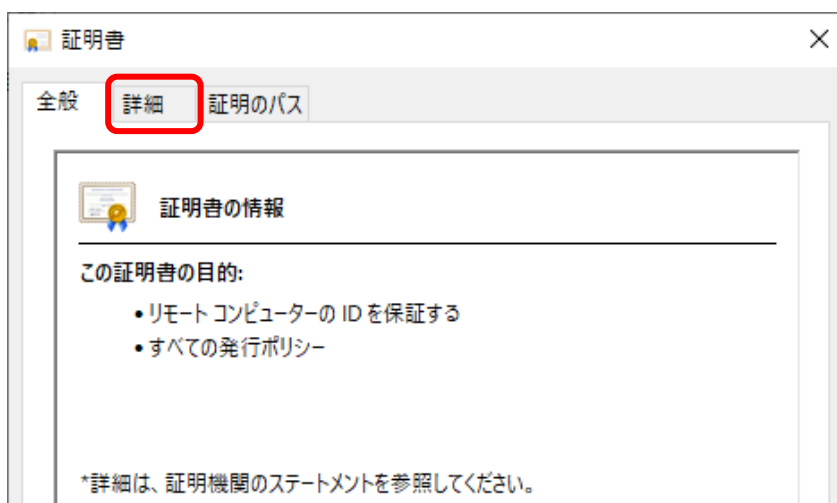 証明書
全般 詳細 証明のパス
証明書の情報
この証明書の目的:
• リモート コンピューターの ID を保証する
• すべての発行ポリシー
*詳細は、証明機関のステートメントを参照してください。